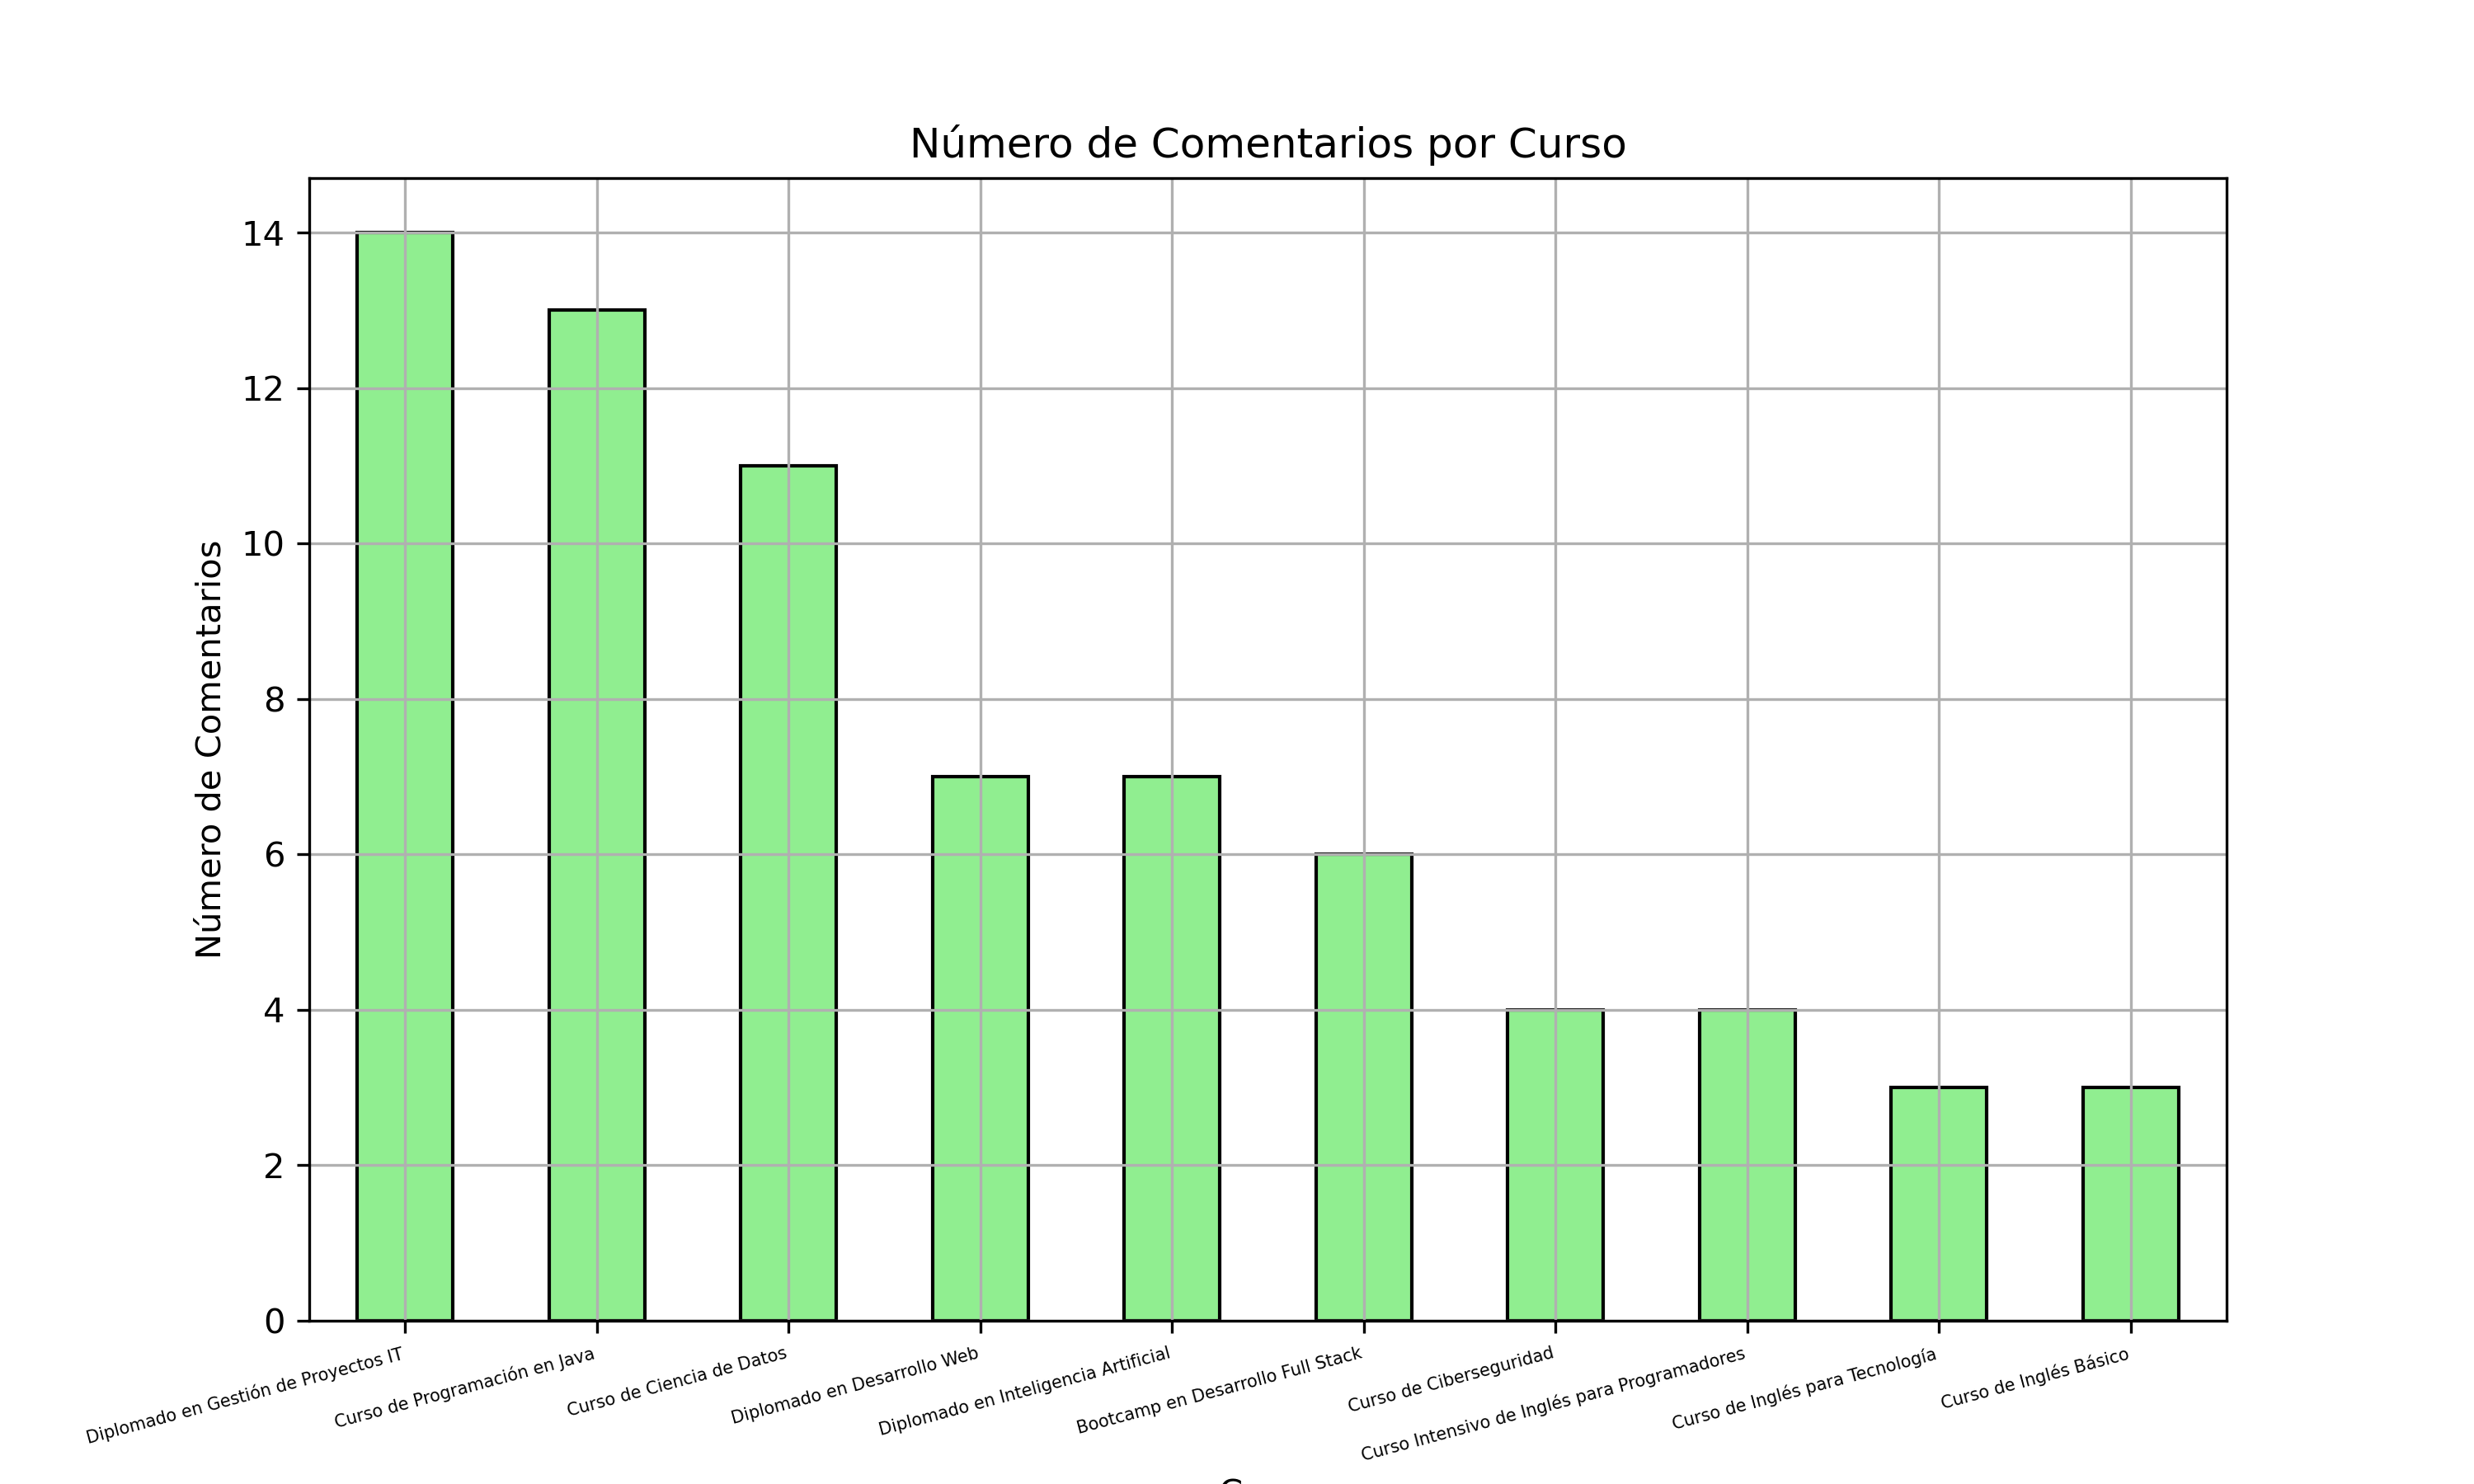 Número de Comentarios por Curso
Número de Comentarios
14
12
10
8
6
4
2
0
Diplomado en Gestión de Proyectos IT
Curso de Programación en Java
Curso de Ciencia de Datos
Diplomado en Desarrollo Web
Diplomado en Inteligencia Artificial
Bootcamp en Desarrollo Full Stack
Curso de Ciberseguridad
Curso Intensivo de Inglés para Programadores
Curso de Inglés para Tecnología
Curso de Inglés Básico